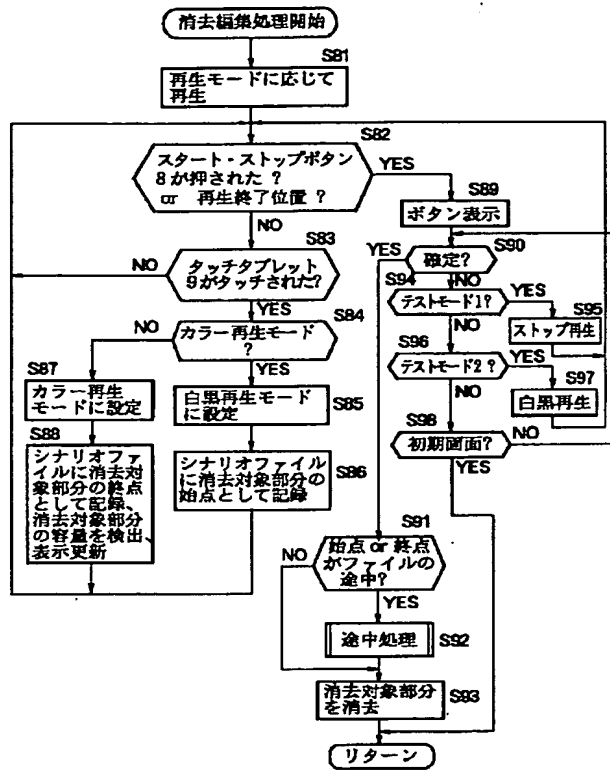 消去編集処理開始
S81
再生モードに応じて
再生
S82
スタート・ストップボタン
8が押された?
or 再生終了位置?
YES
NO
S89
ボタン表示
S83
タッチタブレット
9がタッチされた?
NO
YES
S90
確定?
YES
NO
S94
テストモード1?
YES
NO
S95
ストップ再生
S84
カラー再生モード
?
NO
YES
S96
テストモード2?
YES
NO
S97
白黒再生
S87
カラー再生
モードに設定
S85
白黒再生モード
に設定
S98
初期画面?
NO
YES
S88
シナリオファ
イルに消去対
象部分の終点
として記録、
消去対象部分
の容量を検出、
表示更新
S86
シナリオファイル
に消去対象部分の
始点として記録
S91
始点or終点
がファイルの
途中?
NO
YES
途中処理
S92
消去対象部分
を消去
S93
リターン